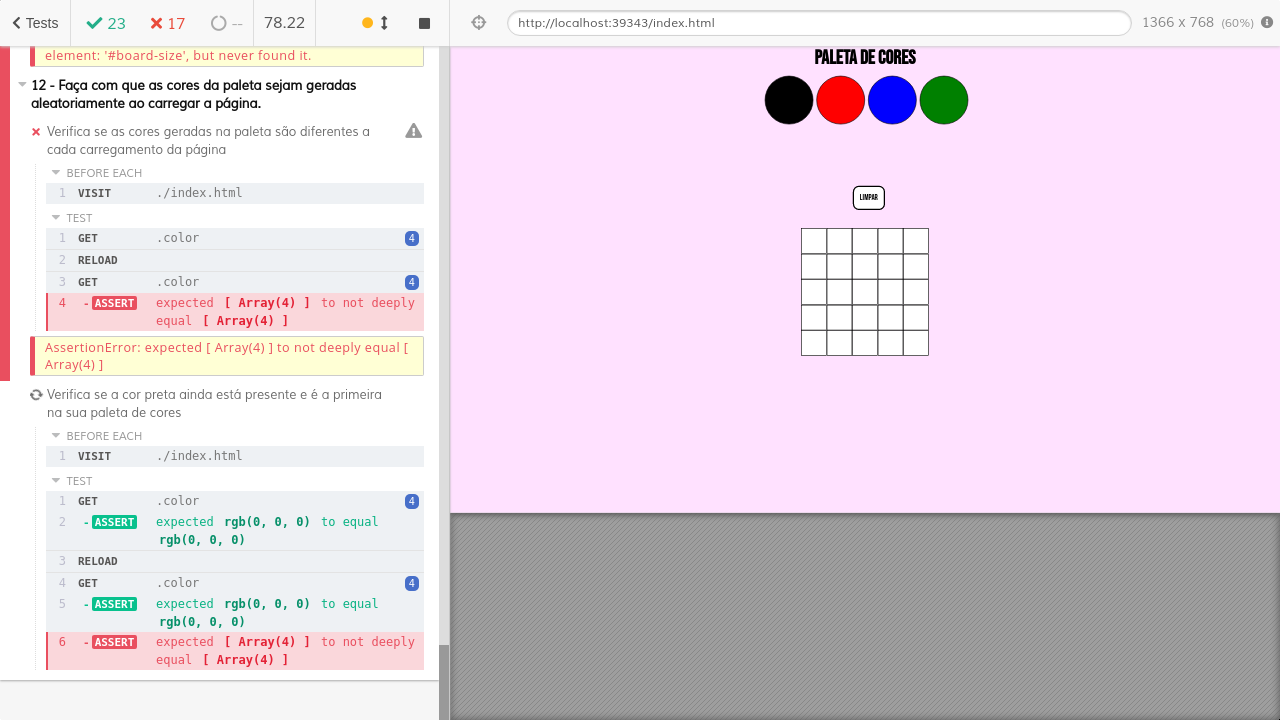 Tests
23
17
--
78.22
http://localhost:39343/index.html
1366 x 768 (60%)
element: '#board-size', but never found it.
12 - Faça com que as cores da paleta sejam geradas
aleatoriamente ao carregar a página.
Verifica se as cores geradas na paleta são diferentes a
cada carregamento da página
BEFORE EACH
1 VISIT ./index.html
TEST
1 GET .color 4
2 RELOAD
3 GET .color 4
4 -ASSERT expected [ Array(4) ] to not deeply
equal [ Array(4) ]
AssertionError: expected [ Array(4) ] to not deeply equal [
Array(4) ]
Verifica se a cor preta ainda está presente e é a primeira
na sua paleta de cores
BEFORE EACH
1 VISIT ./index.html
TEST
1 GET .color 4
2 -ASSERT expected rgb(0, 0, 0) to equal
rgb(0, 0, 0)
3 RELOAD
4 GET .color 4
5 -ASSERT expected rgb(0, 0, 0) to equal
rgb(0, 0, 0)
6 -ASSERT expected [ Array(4) ] to not deeply
equal [ Array(4) ]
PALETA DE CORES
LIMPAR